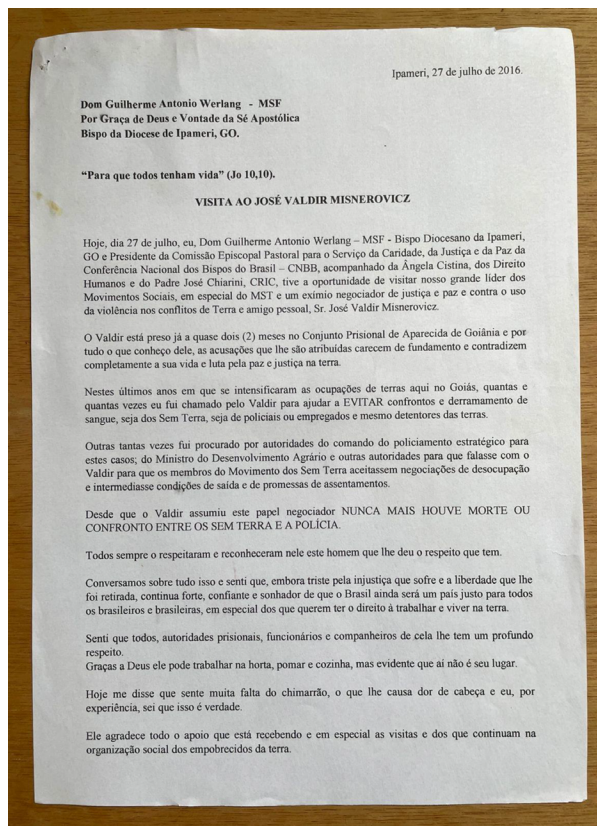 Ipameri, 27 de julho de 2016.
Dom Guilherme Antonio Werlang - MSF
Por Graça de Deus e Vontade da Sé Apostólica
Bispo da Diocese de Ipameri, GO.
“Para que todos tenham vida” (Jo 10,10).
VISITA AO JOSÉ VALDIR MISNEROVICZ
Hoje, dia 27 de julho, eu, Dom Guilherme Antonio Werlang – MSF - Bispo Diocesano da Ipameri,
GO e Presidente da Comissão Episcopal Pastoral para o Serviço da Caridade, da Justiça e da Paz da
Conferência Nacional dos Bispos do Brasil – CNBB, acompanhado da Ângela Cistina, dos Direito
Humanos e do Padre José Chiarini, CRIC, tive a oportunidade de visitar nosso grande líder dos
Movimentos Sociais, em especial do MST e um exímio negociador de justiça e paz e contra o uso
da violência nos conflitos de Terra e amigo pessoal, Sr. José Valdir Misnerovicz.
O Valdir está preso já a quase dois (2) meses no Conjunto Prisional de Aparecida de Goiânia e por
tudo o que conheço dele, as acusações que lhe são atribuídas carecem de fundamento e contradizem
completamente a sua vida e luta pela paz e justiça na terra.
Nestes últimos anos em que se intensificaram as ocupações de terras aqui no Goiás, quantas e
quantas vezes eu fui chamado pelo Valdir para ajudar a EVITAR confrontos e derramamento de
sangue, seja dos Sem Terra, seja de policiais ou empregados e mesmo detentores das terras.
Outras tantas vezes fui procurado por autoridades do comando do policiamento estratégico para
estes casos; do Ministro do Desenvolvimento Agrário e outras autoridades para que falasse com o
Valdir para que os membros do Movimento dos Sem Terra aceitassem negociações de desocupação
e intermediasse condições de saída e de promessas de assentamentos.
Desde que o Valdir assumiu este papel negociador NUNCA MAIS HOUVE MORTE OU
CONFRONTO ENTRE OS SEM TERRA E A POLÍCIA.
Todos sempre o respeitaram e reconheceram nele este homem que lhe deu o respeito que tem.
Conversamos sobre tudo isso e senti que, embora triste pela injustiça que sofre e a liberdade que lhe
foi retirada, continua forte, confiante e sonhador de que o Brasil ainda será um país justo para todos
os brasileiros e brasileiras, em especial dos que querem ter o direito à trabalhar e viver na terra.
Senti que todos, autoridades prisionais, funcionários e companheiros de cela lhe tem um profundo
respeito.
Graças a Deus ele pode trabalhar na horta, pomar e cozinha, mas evidente que aí não é seu lugar.
Hoje me disse que sente muita falta do chimarrão, o que lhe causa dor de cabeça e eu, por
experiência, sei que isso é verdade.
Ele agradece todo o apoio que está recebendo e em especial as visitas e dos que continuam na
organização social dos empobrecidos da terra.